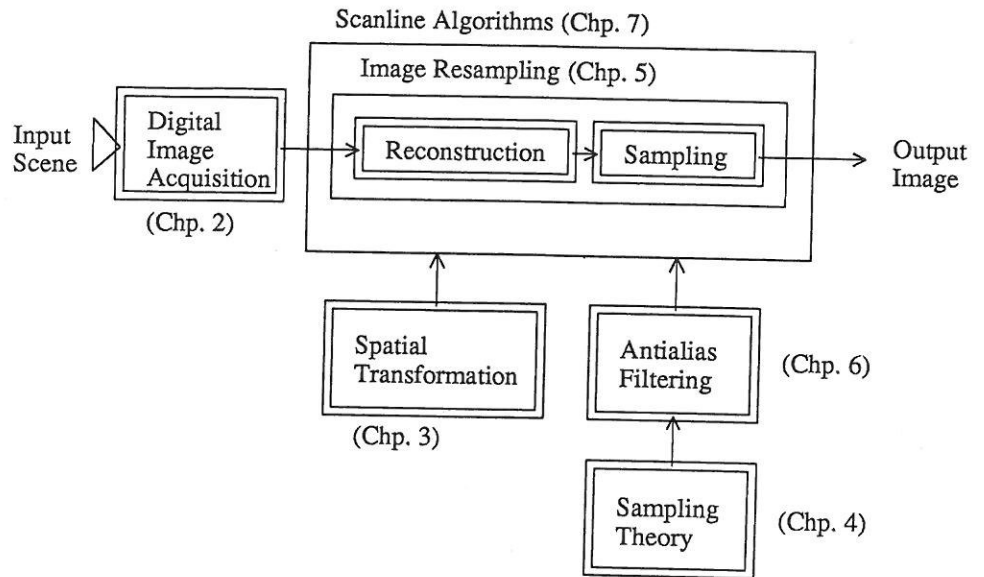 Scanline Algorithms (Chp. 7)
Image Resampling (Chp. 5)
Input
Scene
Digital
Image
Acquisition
(Chp. 2)
Reconstruction
Sampling
Output
Image
Spatial
Transformation
(Chp. 3)
Antialias
Filtering
(Chp. 6)
Sampling
Theory
(Chp. 4)